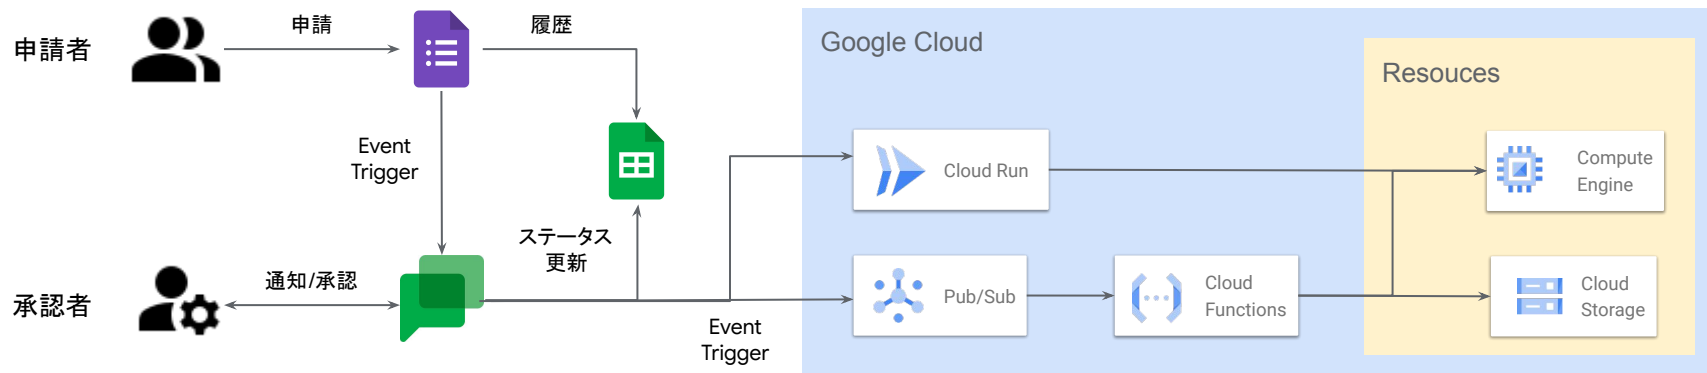 申請者
申請
履歴
Google Cloud
Resouces
Event
Trigger
Cloud Run
Compute
Engine
ステータス
更新
承認者
通知/承認
Pub/Sub
Cloud
Functions
Cloud
Storage
Event
Trigger